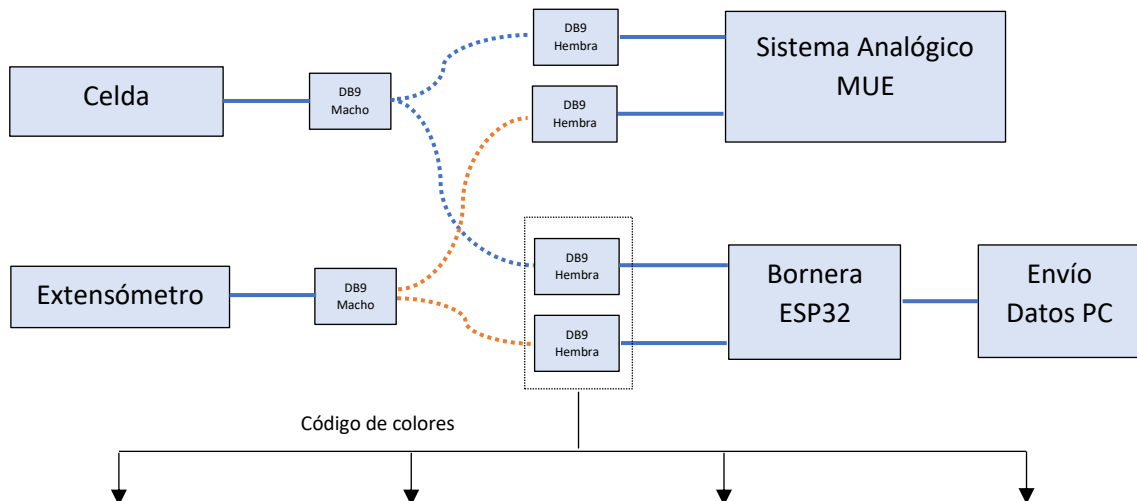 DB9
Hembra
Sistema Analógico
MUE
Celda
DB9
Macho
DB9
Hembra
DB9
Hembra
Bornera
ESP32
Envío
Datos PC
Extensómetro
DB9
Macho
DB9
Hembra
Código de colores